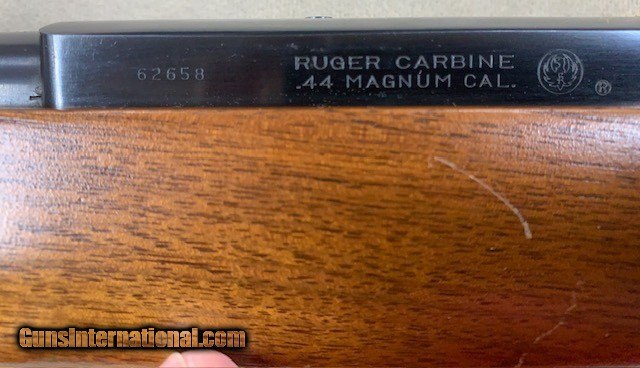 62658
RUGER CARBINE
.44 MAGNUM CAL.
®
GunsInternational.com